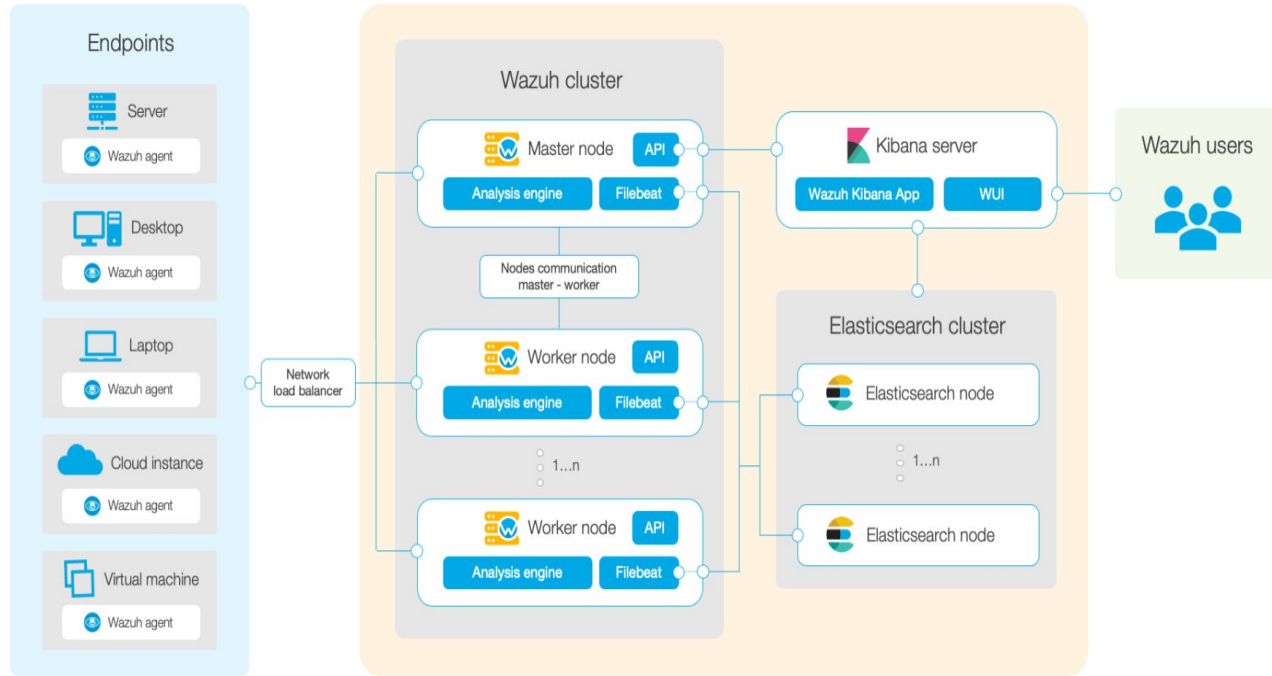 Endpoints
Server
Wazuh agent
Desktop
Wazuh agent
Laptop
Wazuh agent
Cloud instance
Wazuh agent
Virtual machine
Wazuh agent
Network
load balancer
Wazuh cluster
Master node
API
Analysis engine
Filebeat
Nodes communication
master - worker
Worker node
API
Analysis engine
Filebeat
1...n
Worker node
API
Analysis engine
Filebeat
Kibana server
Wazuh Kibana App
WUI
Elasticsearch cluster
Elasticsearch node
1...n
Elasticsearch node
Wazuh users